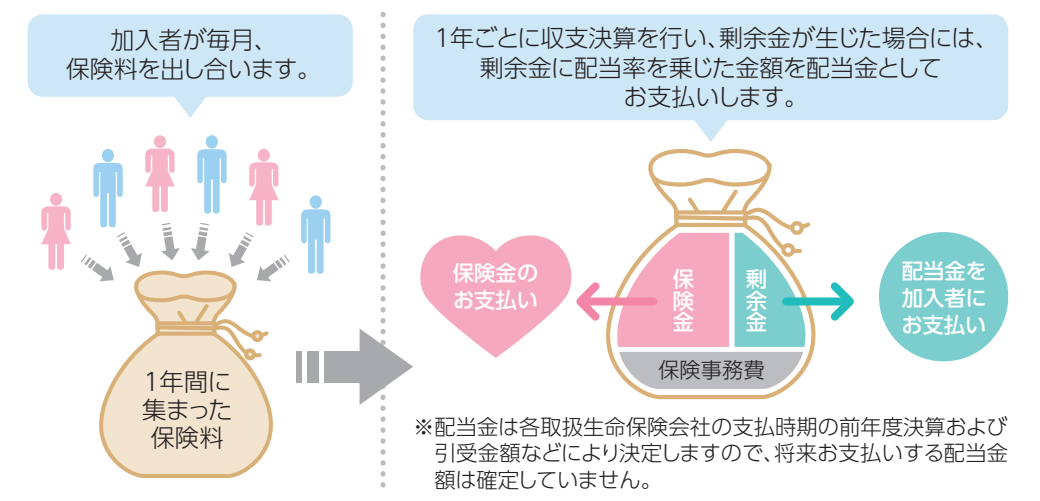 加入者が毎月、
保険料を出し合います。
1年間に
集まった
保険料
1年ごとに収支決算を行い、剰余金が生じた場合には、
剰余金に配当率を乗じた金額を配当金として
お支払いします。
保険金の
お支払い
保険金
剰余金
保険事務費
配当金を
加入者に
お支払い
※配当金は各取扱生命保険会社の支払時期の前年度決算および
引受金額などにより決定しますので、将来お支払いする配当金
額は確定していません。